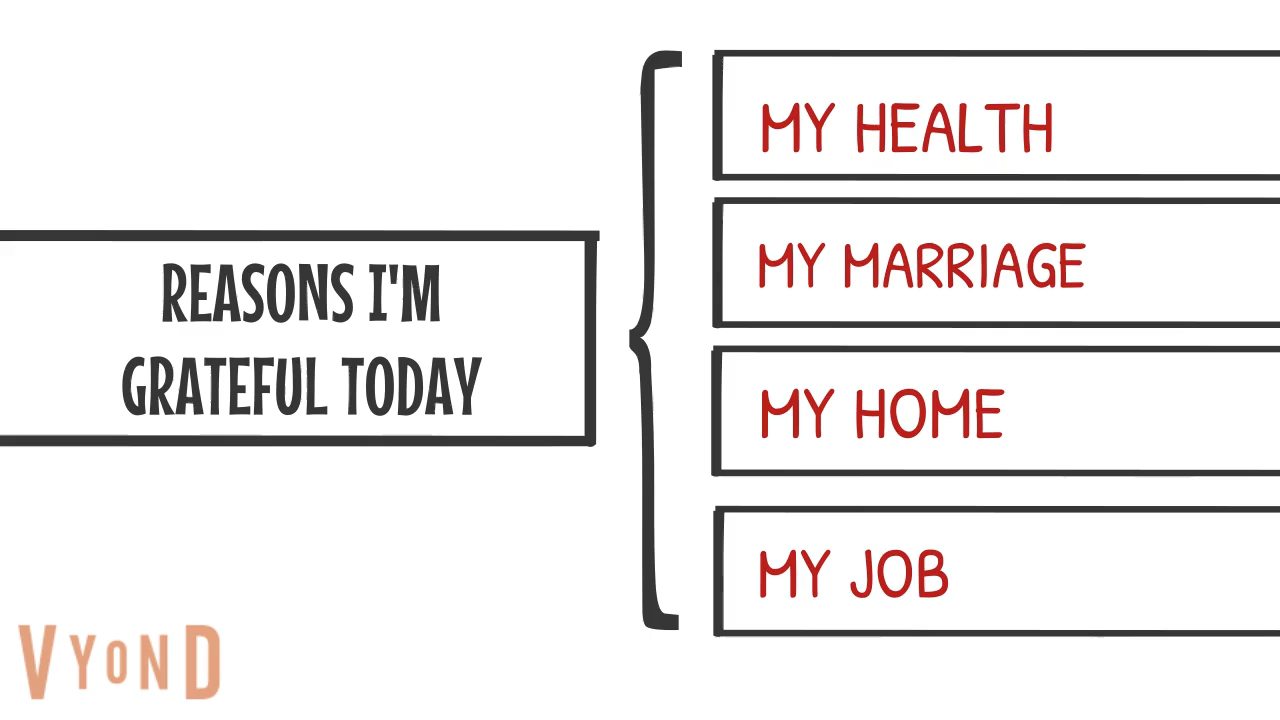 REASONS I'M
GRATEFUL TODAY
MY HEALTH
MY MARRIAGE
MY HOME
MY JOB
VYOND